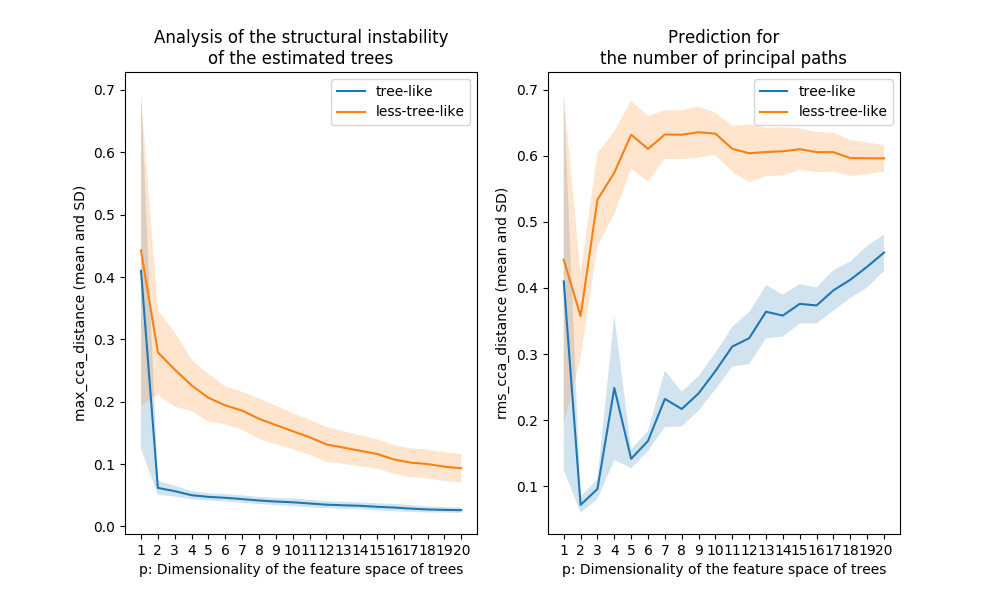 Analysis of the structural instability
of the estimated trees
0.7
0.6
0.5
0.4
0.3
0.2
0.1
0.0
max_cca_distance (mean and SD)
tree-like
less-tree-like
1 2 3 4 5 6 7 8 9 10 11 12 13 14 15 16 17 18 19 20
p: Dimensionality of the feature space of trees
Prediction for
the number of principal paths
0.7
0.6
0.5
0.4
0.3
0.2
0.1
rms_cca_distance (mean and SD)
tree-like
less-tree-like
1 2 3 4 5 6 7 8 9 10 11 12 13 14 15 16 17 18 19 20
p: Dimensionality of the feature space of trees